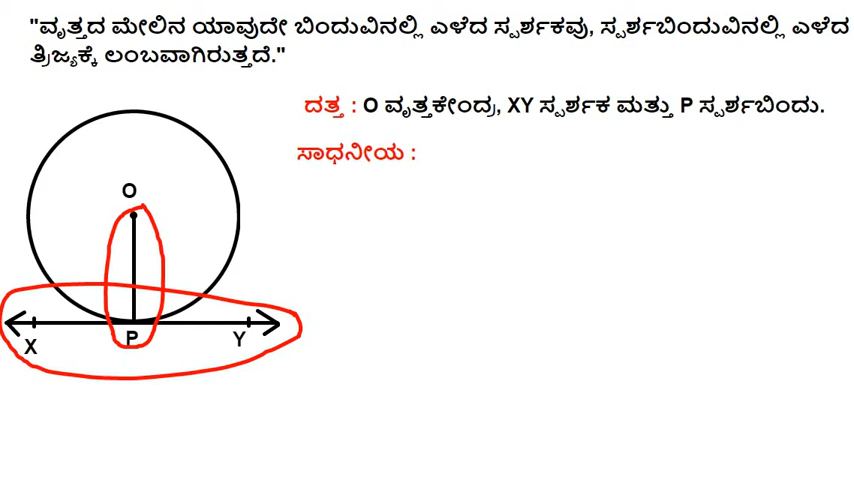 "ವೃತ್ತದ ಮೇಲಿನ ಯಾವುದೇ ಬಿಂದುವಿನಲ್ಲಿ ಎಳೆದ ಸ್ಪರ್ಶಕವು, ಸ್ಪರ್ಶಬಿಂದುವಿನಲ್ಲಿ ಎಳೆದ
ತ್ರಿಜ್ಯಕ್ಕೆ ಲಂಬವಾಗಿರುತ್ತದೆ."
ದತ್ತ : O ವೃತ್ತಕೇಂದ್ರ, XY ಸ್ಪರ್ಶಕ ಮತ್ತು P ಸ್ಪರ್ಶಬಿಂದು.
ಸಾಧನೀಯ :
O
X P Y